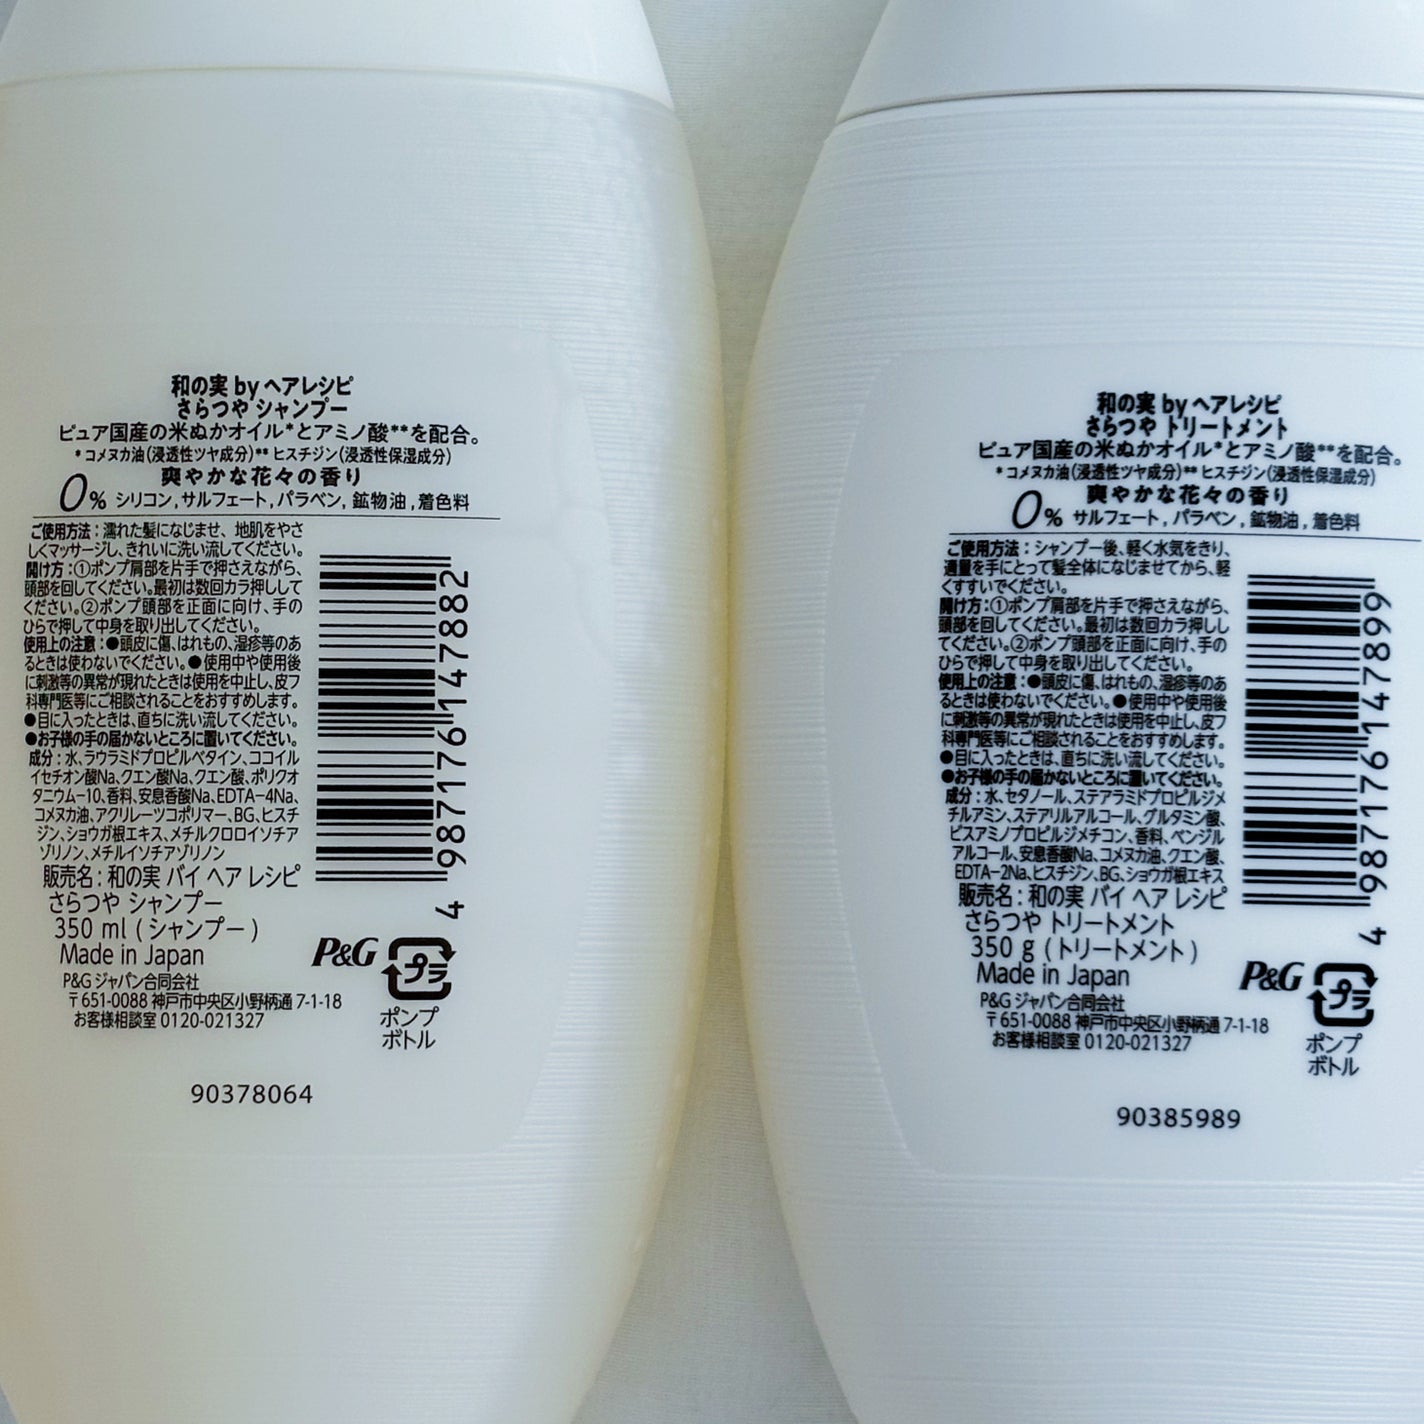 和の実 by ヘアレシピ
さらつや シャンプー
ピュア国産の米ぬかオイル*とアミノ酸**を配合。
*コメヌカ油(浸透性ツヤ成分)** ヒスチジン(浸透性保湿成分)
爽やかな花々の香り
0% シリコン,サルフェート,パラベン,鉱物油,着色料
ご使用方法:濡れた髪になじませ、地肌をやさ
しくマッサージし、きれいに洗い流してください。
開け方:①ポンプ肩部を片手で押さえながら、
頭部を回してください。最初は数回カラ押しして
ください。②ポンプ頭部を正面に向け、手の
ひらで押して中身を取り出してください。
使用上の注意:●頭皮に傷、はれもの、湿疹等のあ
るときは使わないでください。●使用中や使用後
に刺激等の異常が現れたときは使用を中止し、皮フ
科専門医等にご相談されることをおすすめします。
●目に入ったときは、直ちに洗い流してください。
●お子様の手の届かないところに置いてください。
成分:水、ラウラミドプロピルベタイン、ココイル
イセチオン酸Na、クエン酸Na、クエン酸、ポリクオ
タニウム-10、香料、安息香酸Na、EDTA-4Na、
コメヌカ油、アクリレーツコポリマー、BG、ヒスチ
ジン、ショウガ根エキス、メチルクロロイソチア
ゾリノン、メチルイソチアゾリノン
販売名:和の実 バイ ヘア レシピ
さらつや シャンプー
350 ml (シャンプー)
Made in Japan
P&G ジャパン合同会社
〒651-0088 神戸市中央区小野柄通 7-1-18
お客様相談室 0120-021327
4 987176 147882
P&G
プラ
ポンプ
ボトル
90378064
和の実 by ヘアレシピ
さらつや トリートメント
ピュア国産の米ぬかオイル*とアミノ酸**を配合。
*コメヌカ油(浸透性ツヤ成分)** ヒスチジン(浸透性保湿成分)
爽やかな花々の香り
0% サルフェート,パラベン,鉱物油,着色料
ご使用方法:シャンプー後、軽く水気をきり、
適量を手にとって髪全体になじませてから、軽
くすすいでください。
開け方:①ポンプ肩部を片手で押さえながら、
頭部を回してください。最初は数回カラ押しし
てください。②ポンプ頭部を正面に向け、手の
ひらで押して中身を取り出してください。
使用上の注意:●頭皮に傷、はれもの、湿疹等のあ
るときは使わないでください。●使用中や使用後
に刺激等の異常が現れたときは使用を中止し、皮フ
科専門医等にご相談されることをおすすめします。
●目に入ったときは、直ちに洗い流してください。
●お子様の手の届かないところに置いてください。
成分:水、セタノール、ステアラミドプロピルジメ
チルアミン、ステアリルアルコール、グルタミン酸、
ビスアミノプロピルジメチコン、香料、ベンジル
アルコール、安息香酸Na、コメヌカ油、クエン酸、
EDTA-2Na、ヒスチジン、BG、ショウガ根エキス
販売名:和の実 バイ ヘア レシピ
さらつや トリートメント
350 g (トリートメント)
Made in Japan
P&G ジャパン合同会社
〒651-0088 神戸市中央区小野柄通 7-1-18
お客様相談室 0120-021327
4 987176 147899
P&G
プラ
ポンプ
ボトル
90385989